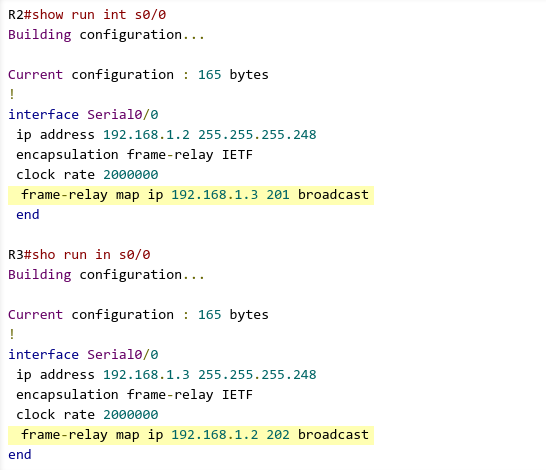 R2#show run int s0/0
Building configuration...
Current configuration : 165 bytes
!
interface Serial0/0
ip address 192.168.1.2 255.255.255.248
encapsulation frame-relay IETF
clock rate 2000000
frame-relay map ip 192.168.1.3 201 broadcast
end
R3#sho run in s0/0
Building configuration...
Current configuration : 165 bytes
!
interface Serial0/0
ip address 192.168.1.3 255.255.255.248
encapsulation frame-relay IETF
clock rate 2000000
frame-relay map ip 192.168.1.2 202 broadcast
end